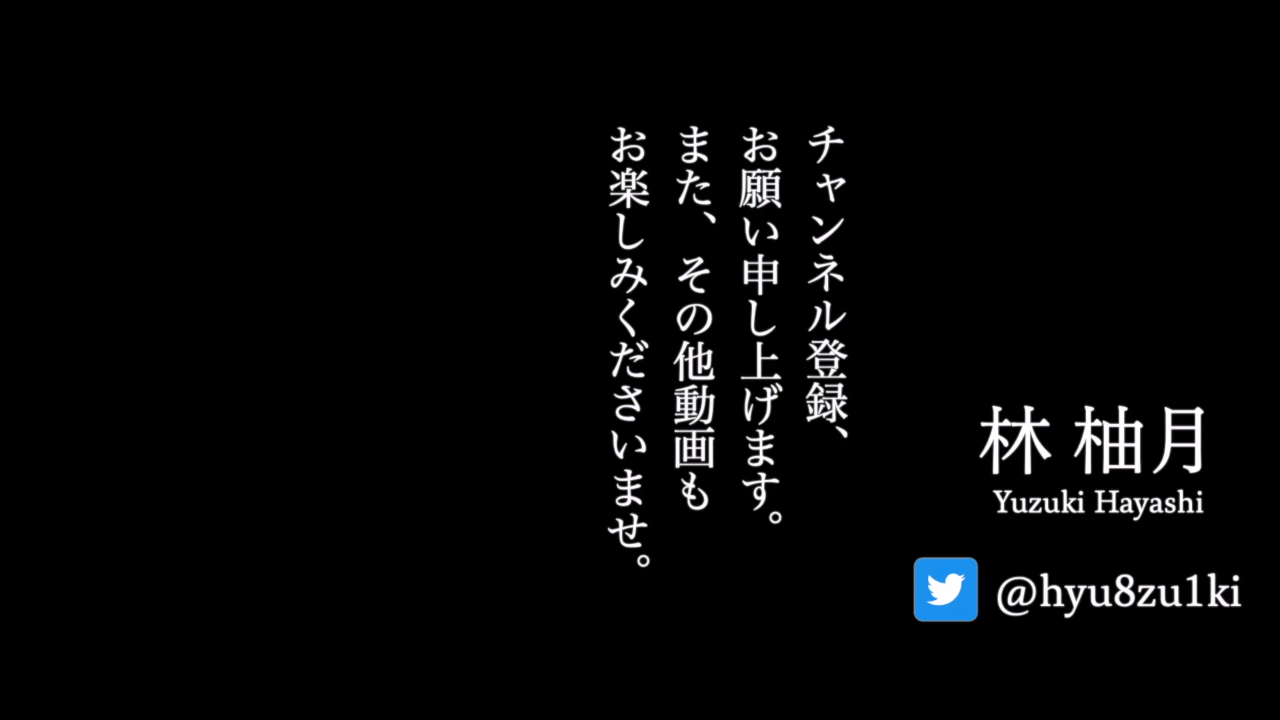 チャンネル登録、
お願い申し上げます。
また、その他動画も
お楽しみくださいませ。
林 柚月
Yuzuki Hayashi
@hyu8zu1ki